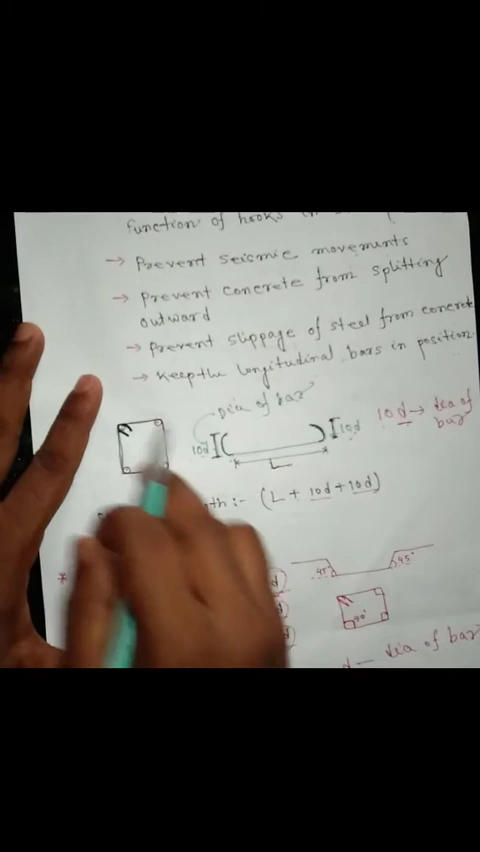 Function of hooks
→ Prevent seismic movements
→ Prevent concrete from splitting
outward
→ Prevent slippage of steel from concrete
→ Keep the longitudinal bars in position.
Dia of bar
10d
10d
10d → dia of
bar
L
(L + 10d + 10d)
*
45°
45°
90°
d — dia of bar